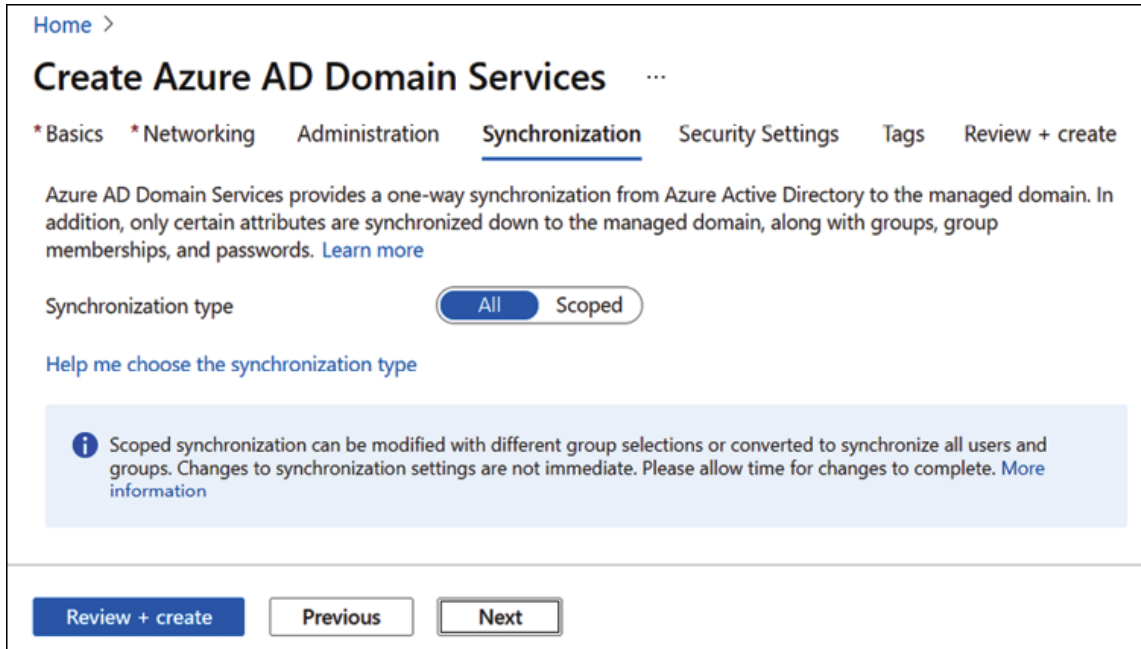 Home >
Create Azure AD Domain Services ...
*Basics *Networking Administration Synchronization Security Settings Tags Review + create
Azure AD Domain Services provides a one-way synchronization from Azure Active Directory to the managed domain. In
addition, only certain attributes are synchronized down to the managed domain, along with groups, group
memberships, and passwords. Learn more
Synchronization type All Scoped
Help me choose the synchronization type
Scoped synchronization can be modified with different group selections or converted to synchronize all users and
groups. Changes to synchronization settings are not immediate. Please allow time for changes to complete. More
information
Review + create Previous Next